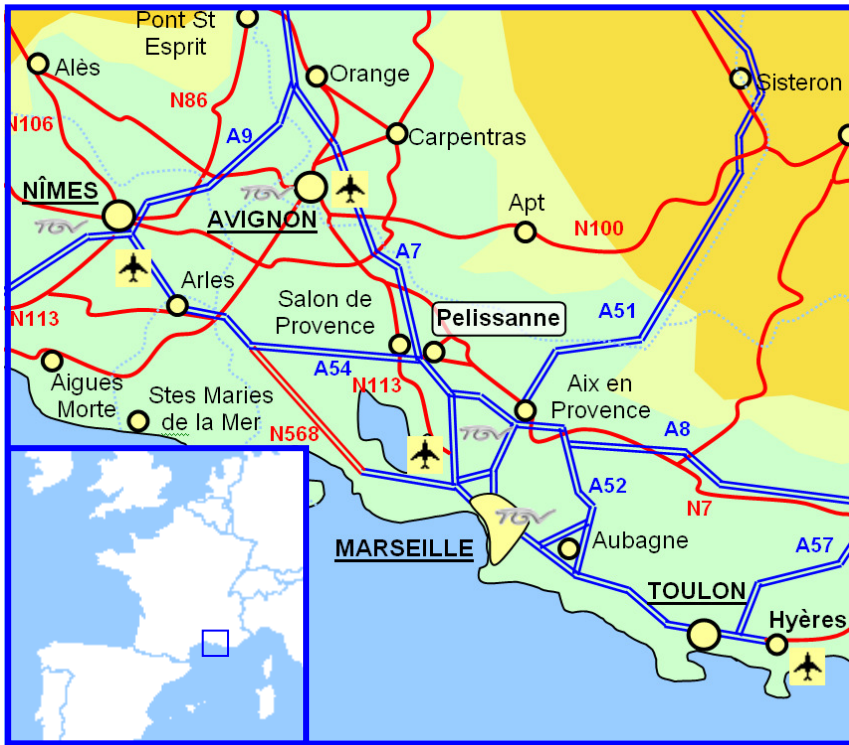 Pont St
Esprit
Alès
Orange
Sisteron
N86
N106
A9
Carpentras
NÎMES
TGV
AVIGNON
TGV
Apt
N100
A7
Arles
Salon de
Provence
Pelissanne
A51
N113
A54
N113
Aigues
Morte
Stes Maries
de la Mer
Aix en
Provence
N568
TGV
A8
A52
N7
TGV
MARSEILLE
Aubagne
A57
TOULON
Hyères